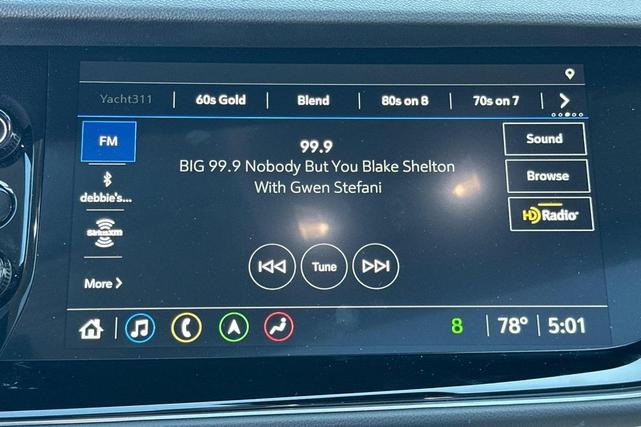 Yacht311
60s Gold
Blend
80s on 8
70s on 7
FM
99.9
BIG 99.9 Nobody But You Blake Shelton
With Gwen Stefani
Sound
Browse
HD Radio
debbie's...
SiriusXM
More
Tune
8
78°
5:01